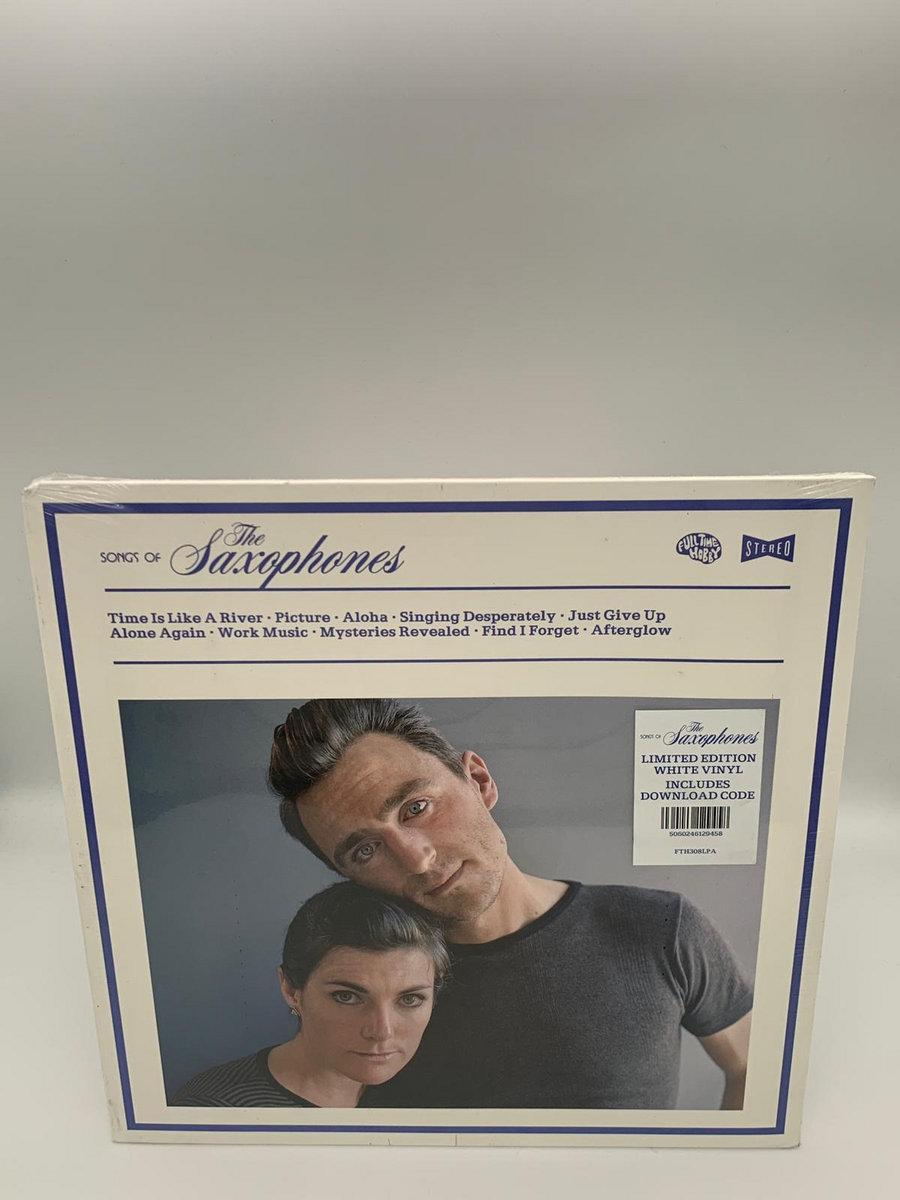 SONGS OF The Saxophones
FULL TIME HOBBY
STEREO
Time Is Like A River · Picture · Aloha · Singing Desperately · Just Give Up
Alone Again · Work Music · Mysteries Revealed · Find I Forget · Afterglow
SONGS OF The Saxophones
LIMITED EDITION
WHITE VINYL
INCLUDES
DOWNLOAD CODE
5060246129458
FTH308LPA